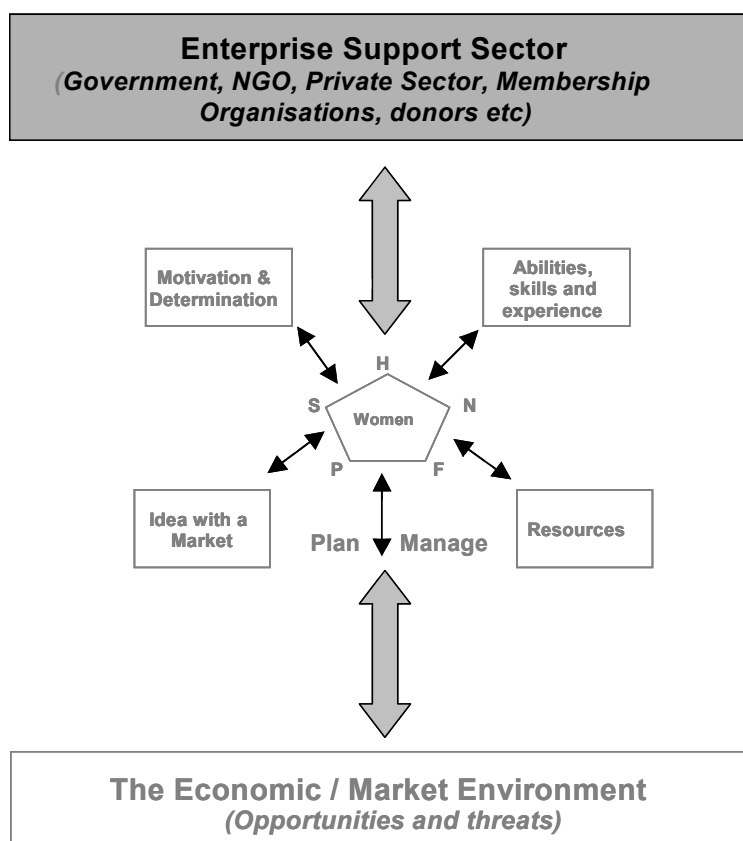 Enterprise Support Sector
(Government, NGO, Private Sector, Membership
Organisations, donors etc)
Motivation &
Determination
Abilities,
skills and
experience
H
S
N
Women
P
F
Idea with a
Market
Plan
Manage
Resources
The Economic / Market Environment
(Opportunities and threats)